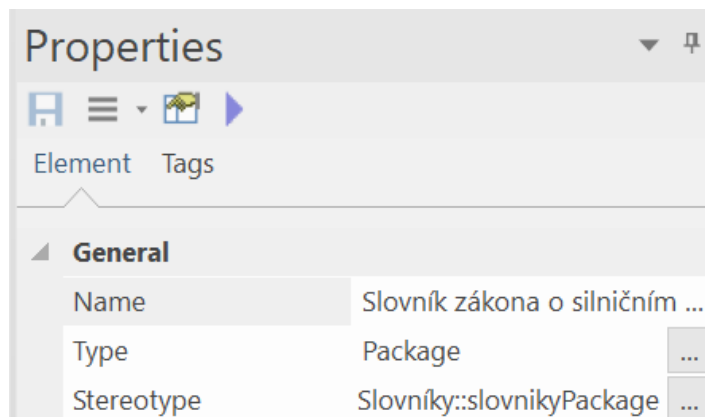 Properties
Element Tags
General
Name Slovník zákona o silničním ...
Type Package ...
Stereotype Slovníky::slovnikyPackage ...